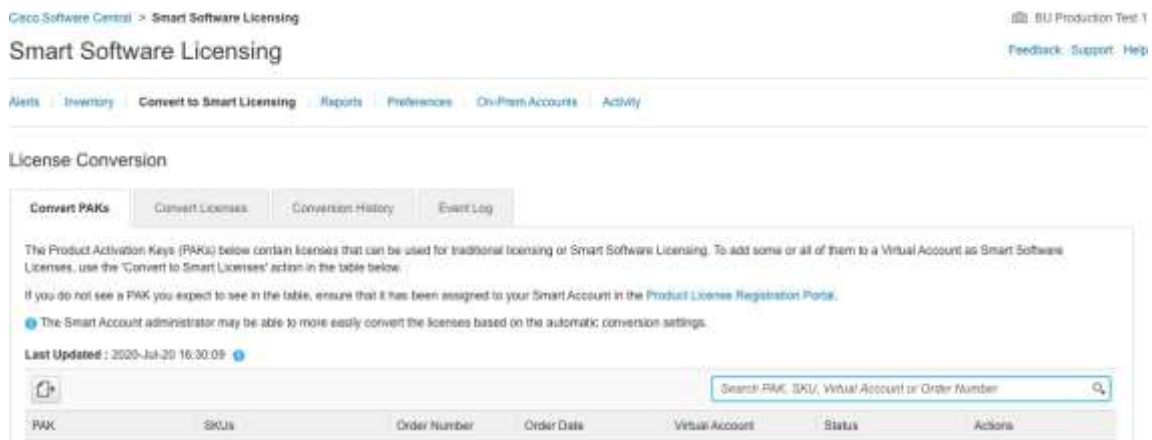 Cisco Software Central > Smart Software Licensing
BU Production Test 1
Smart Software Licensing
Feedback Support Help
Alerts Inventory Convert to Smart Licensing Reports Preferences On-Prem Accounts Activity
License Conversion
Convert PAKs Convert Licenses Conversion History Event Log
The Product Activation Keys (PAKs) below contain licenses that can be used for traditional licensing or Smart Software Licensing. To add some or all of them to a Virtual Account as Smart Software
Licenses, use the 'Convert to Smart Licenses' action in the table below.
If you do not see a PAK you expect to see in the table, ensure that it has been assigned to your Smart Account in the Product License Registration Portal.
The Smart Account administrator may be able to more easily convert the licenses based on the automatic conversion settings.
Last Updated : 2020-Jul-20 16:30:09
Search PAK, SKU, Virtual Account or Order Number
PAK SKUs Order Number Order Date Virtual Account Status Actions